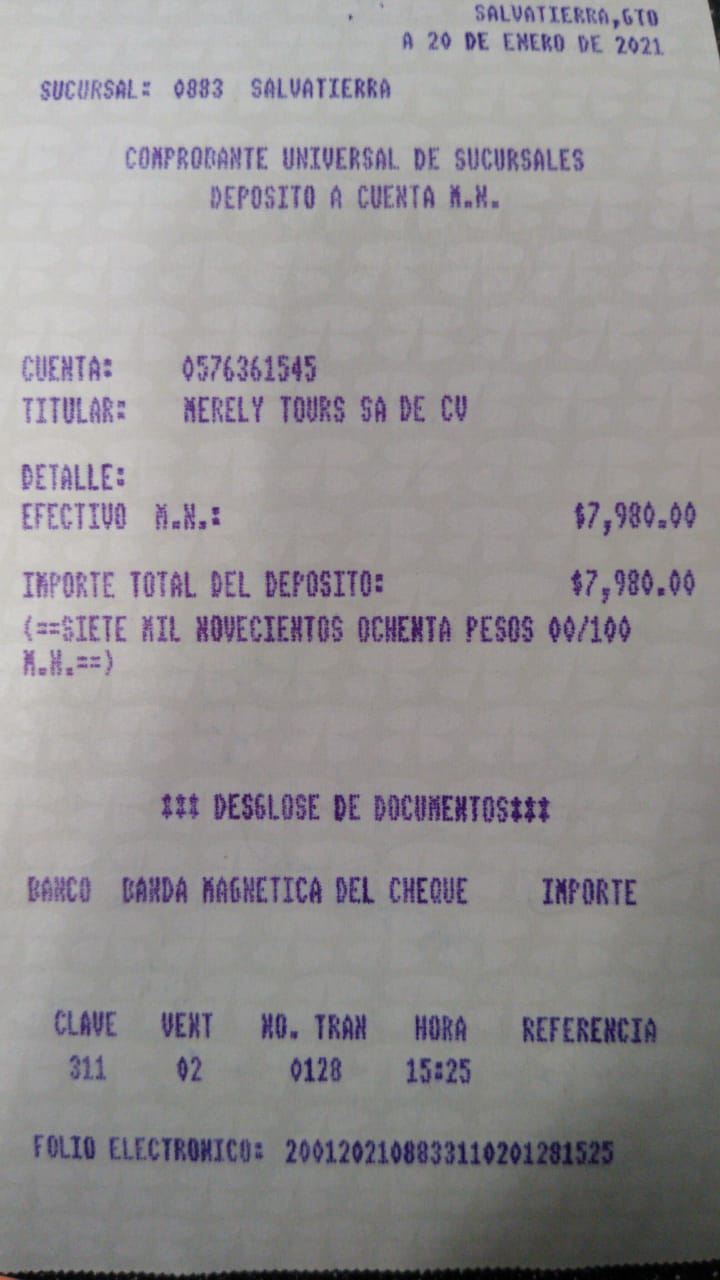 SALVATIERRA,GTO
A 20 DE ENERO DE 2021
SUCURSAL: 0883 SALVATIERRA
COMPROBANTE UNIVERSAL DE SUCURSALES
DEPOSITO A CUENTA M.N.
CUENTA: 0576361545
TITULAR: MERELY TOURS SA DE CV
DETALLE:
EFECTIVO M.N.: $7,980.00
IMPORTE TOTAL DEL DEPOSITO: $7,980.00
(==SIETE MIL NOVECIENTOS OCHENTA PESOS 00/100
M.N.==)
*** DESGLOSE DE DOCUMENTOS***
BANCO BANDA MAGNETICA DEL CHEQUE IMPORTE
CLAVE VENT NO. TRAN HORA REFERENCIA
311 02 0128 15:25
FOLIO ELECTRONICO: 2001202108833110201281525